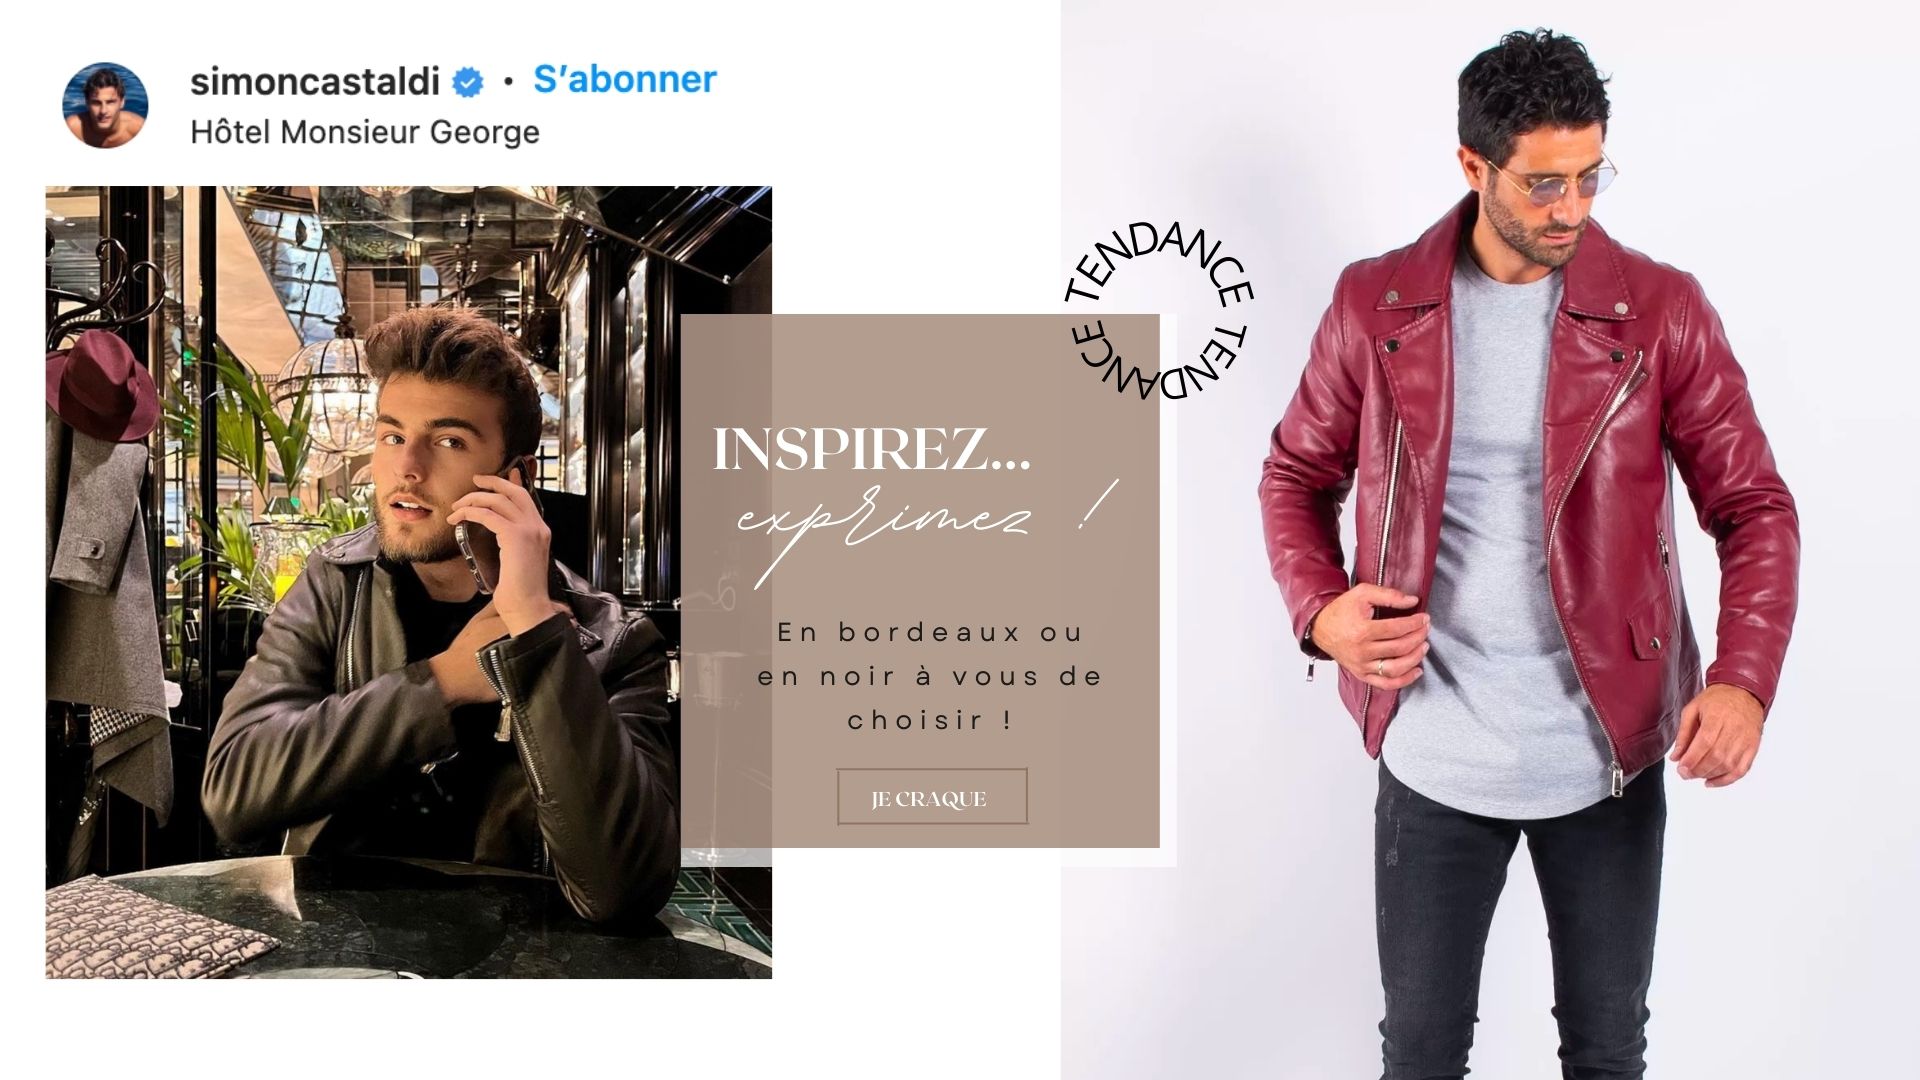 simoncastaldi • S'abonner
Hôtel Monsieur George
TENDANCE TENDANCE
INSPIREZ...
exprimez !
En bordeaux ou
en noir à vous de
choisir !
JE CRAQUE